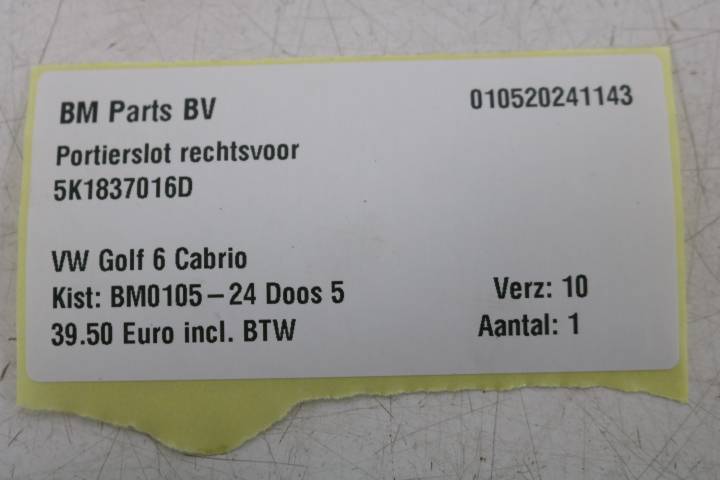 BM Parts BV 010520241143
Portierslot rechtsvoor
5K1837016D
VW Golf 6 Cabrio
Kist: BM0105-24 Doos 5 Verz: 10
39.50 Euro incl. BTW Aantal: 1